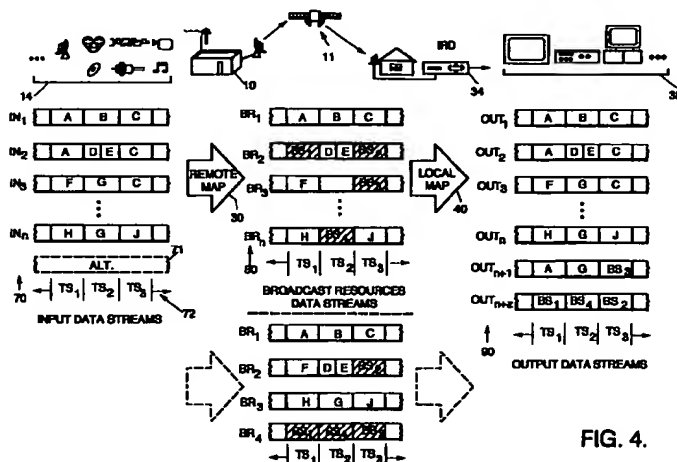 IRD
14
10
11
34
IN1 A B C
IN2 A D E C
IN3 F G C
INn H G J
ALT. 71
70 TS1 TS2 TS3 72
INPUT DATA STREAMS
REMOTE MAP
30
BR1 A B C
BR2 D E
BR3 F
BRn H J
80 TS1 TS2 TS3
BROADCAST RESOURCES
DATA STREAMS
BR1 A B C
BR2 F D E
BR3 H G J
BR4
TS1 TS2 TS3
LOCAL MAP
40
OUT1 A B C
OUT2 A D E C
OUT3 F G C
OUTn H G J
OUTn+1 A G BS3
OUTn+z BS1 BS4 BS2
90 TS1 TS2 TS3
OUTPUT DATA STREAMS
FIG. 4.